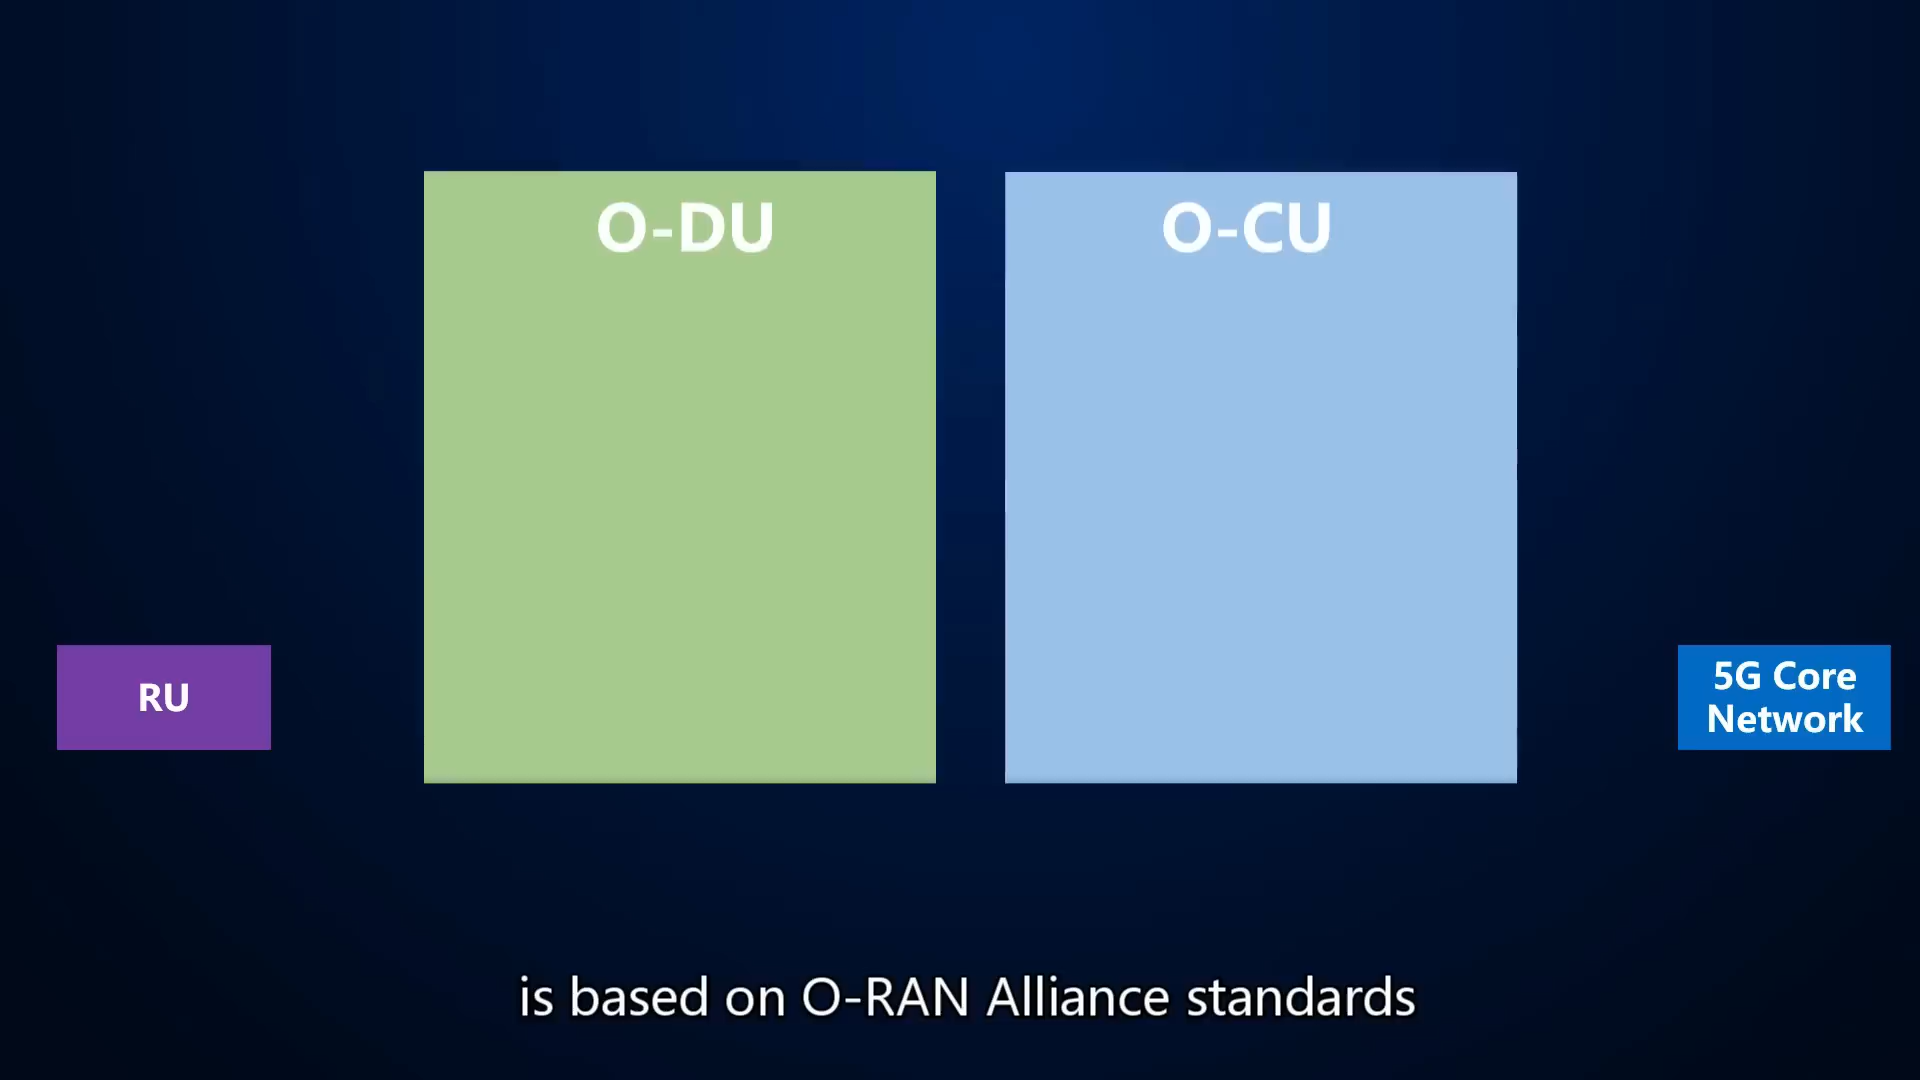 O-DU
O-CU
RU
5G Core
Network
is based on O-RAN Alliance standards